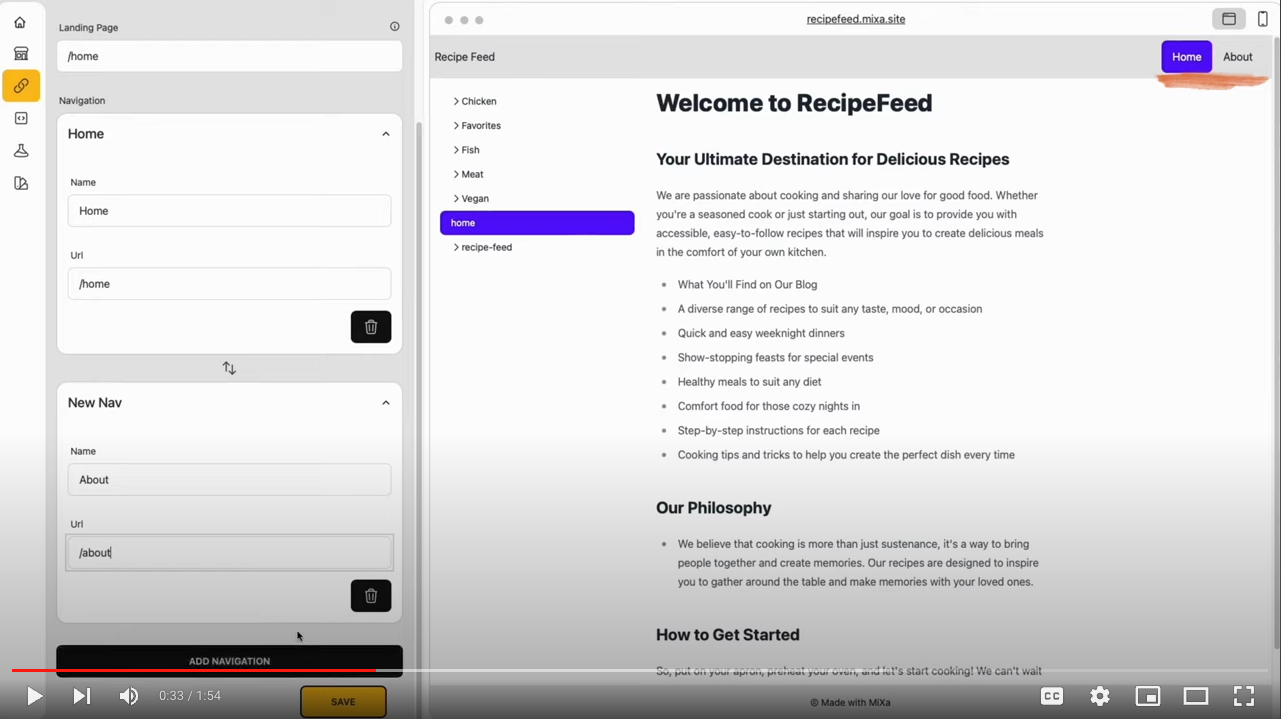 Landing Page
/home
Navigation
Home
Name
Home
Url
/home
New Nav
Name
About
Url
/about
ADD NAVIGATION
SAVE
recipefeed.mixa.site
Recipe Feed
Home
About
Chicken
Favorites
Fish
Meat
Vegan
home
recipe-feed
Welcome to RecipeFeed
Your Ultimate Destination for Delicious Recipes
We are passionate about cooking and sharing our love for good food. Whether
you're a seasoned cook or just starting out, our goal is to provide you with
accessible, easy-to-follow recipes that will inspire you to create delicious meals
in the comfort of your own kitchen.
What You'll Find on Our Blog
A diverse range of recipes to suit any taste, mood, or occasion
Quick and easy weeknight dinners
Show-stopping feasts for special events
Healthy meals to suit any diet
Comfort food for those cozy nights in
Step-by-step instructions for each recipe
Cooking tips and tricks to help you create the perfect dish every time
Our Philosophy
We believe that cooking is more than just sustenance, it's a way to bring
people together and create memories. Our recipes are designed to inspire
you to gather around the table and make memories with your loved ones.
How to Get Started
So, put on your apron, preheat your oven, and let's start cooking! We can't wait
© Made with MiXa
0:33 / 1:54
CC